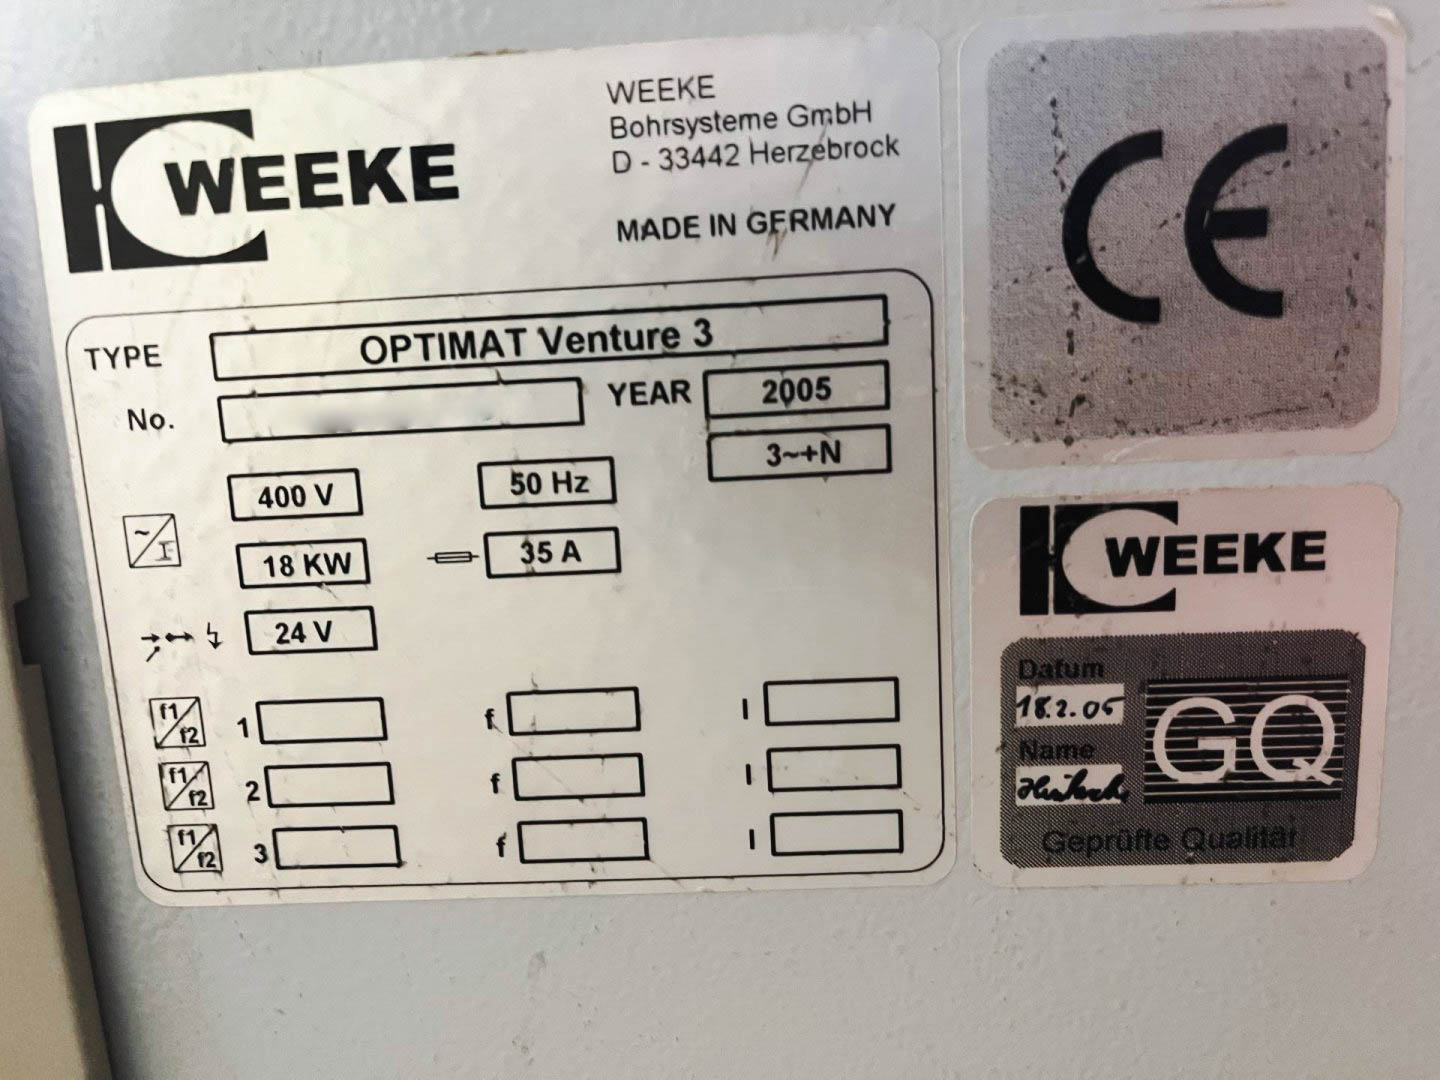 WEEKE
WEEKE
Bohrsysteme GmbH
D - 33442 Herzebrock
MADE IN GERMANY
TYPE OPTIMAT Venture 3
No. YEAR 2005
3~+N
400 V 50 Hz
~ I
18 KW 35 A
24 V
f1 f2 1 f I
f1 f2 2 f I
f1 f2 3 f I
CE
WEEKE
Datum
18.2.05
Name
GQ
Geprüfte Qualität